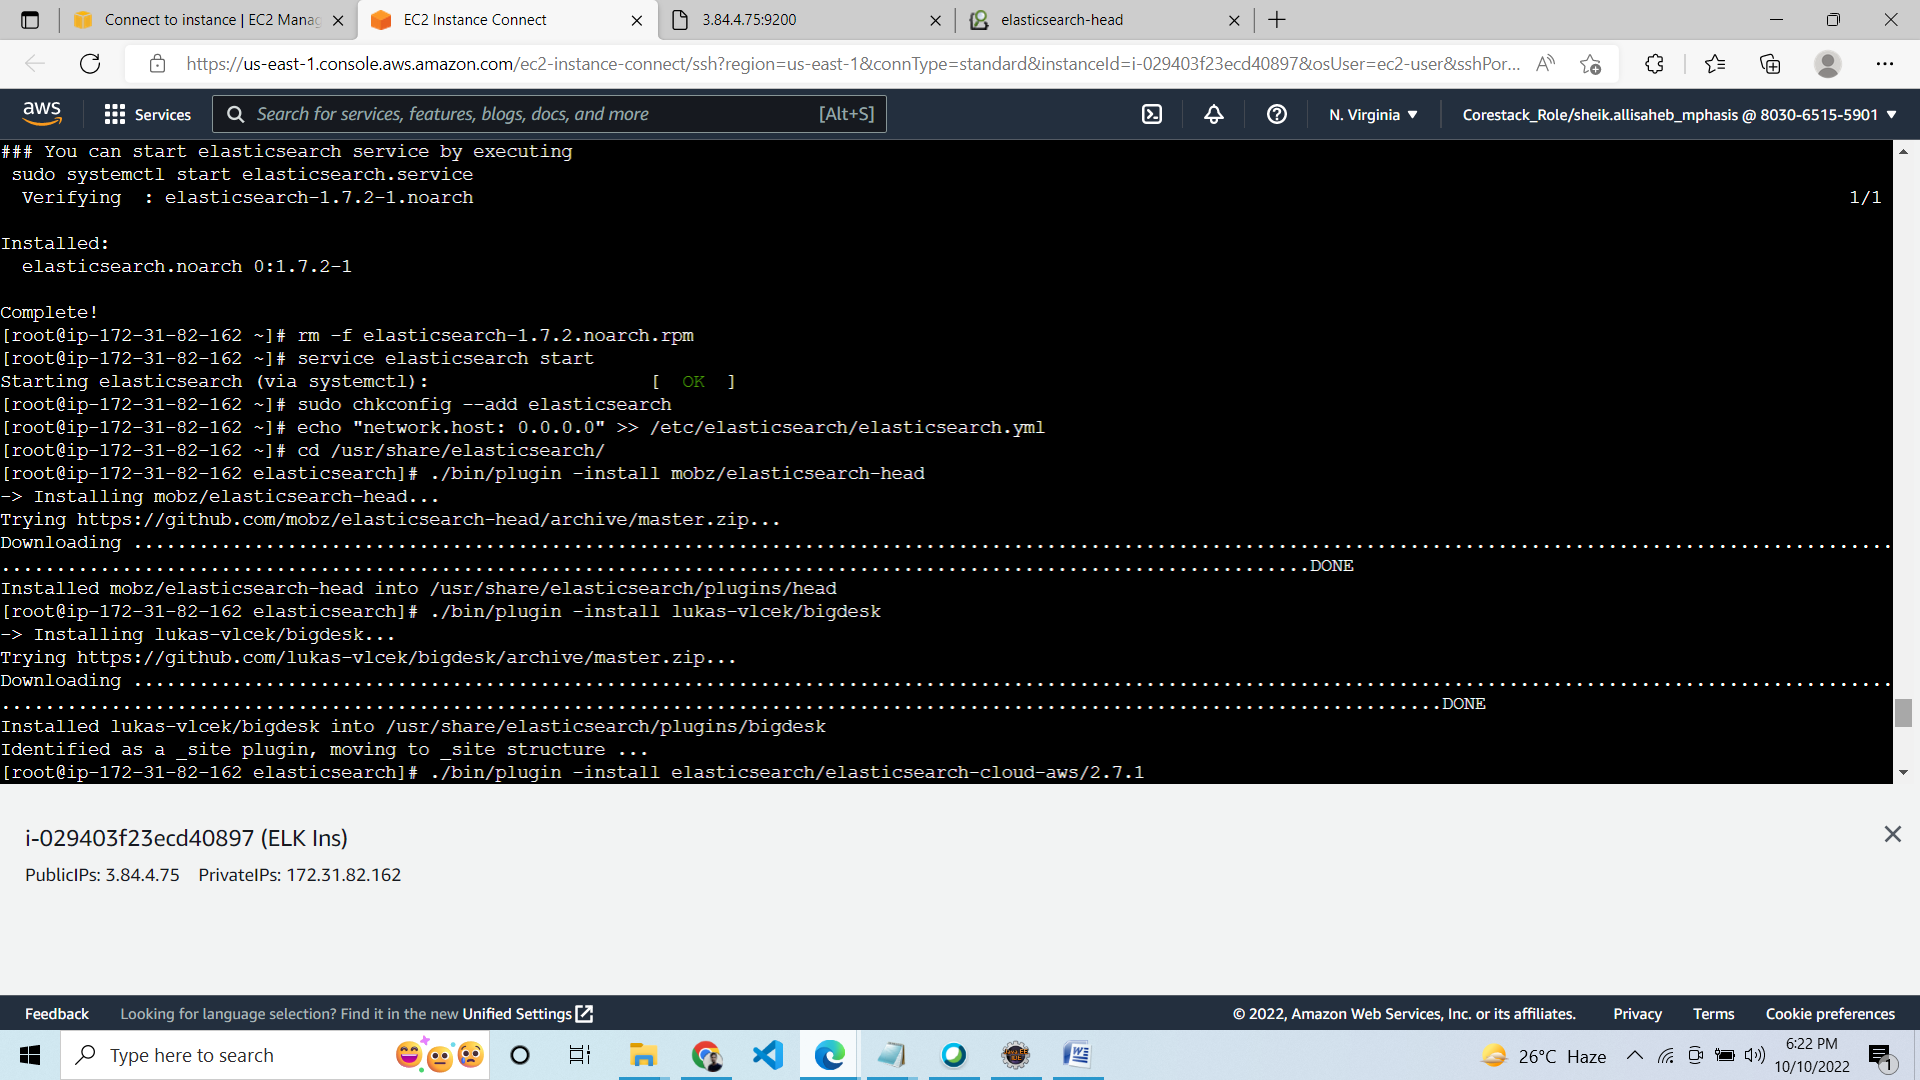 Connect to instance | EC2 Manag
EC2 Instance Connect
3.84.4.75:9200
elasticsearch-head
https://us-east-1.console.aws.amazon.com/ec2-instance-connect/ssh?region=us-east-1&connType=standard&instanceId=i-029403f23ecd40897&osUser=ec2-user&sshPor...
aws
Services
Search for services, features, blogs, docs, and more
[Alt+S]
N. Virginia
Corestack_Role/sheik.allisaheb_mphasis @ 8030-6515-5901
### You can start elasticsearch service by executing
sudo systemctl start elasticsearch.service
Verifying : elasticsearch-1.7.2-1.noarch 1/1
Installed:
elasticsearch.noarch 0:1.7.2-1
Complete!
[root@ip-172-31-82-162 ~]# rm -f elasticsearch-1.7.2.noarch.rpm
[root@ip-172-31-82-162 ~]# service elasticsearch start
Starting elasticsearch (via systemctl): [ OK ]
[root@ip-172-31-82-162 ~]# sudo chkconfig --add elasticsearch
[root@ip-172-31-82-162 ~]# echo "network.host: 0.0.0.0" >> /etc/elasticsearch/elasticsearch.yml
[root@ip-172-31-82-162 ~]# cd /usr/share/elasticsearch/
[root@ip-172-31-82-162 elasticsearch]# ./bin/plugin -install mobz/elasticsearch-head
-> Installing mobz/elasticsearch-head...
Trying https://github.com/mobz/elasticsearch-head/archive/master.zip...
Downloading ................................................................................................................................................................
.......................................................................................................................DONE
Installed mobz/elasticsearch-head into /usr/share/elasticsearch/plugins/head
[root@ip-172-31-82-162 elasticsearch]# ./bin/plugin -install lukas-vlcek/bigdesk
-> Installing lukas-vlcek/bigdesk...
Trying https://github.com/lukas-vlcek/bigdesk/archive/master.zip...
Downloading ................................................................................................................................................................
...................................................................................................................................DONE
Installed lukas-vlcek/bigdesk into /usr/share/elasticsearch/plugins/bigdesk
Identified as a _site plugin, moving to _site structure ...
[root@ip-172-31-82-162 elasticsearch]# ./bin/plugin -install elasticsearch/elasticsearch-cloud-aws/2.7.1
i-029403f23ecd40897 (ELK Ins)
PublicIPs: 3.84.4.75 PrivateIPs: 172.31.82.162
Feedback
Looking for language selection? Find it in the new Unified Settings
© 2022, Amazon Web Services, Inc. or its affiliates.
Privacy
Terms
Cookie preferences
Type here to search
26°C Haze
6:22 PM
10/10/2022
1